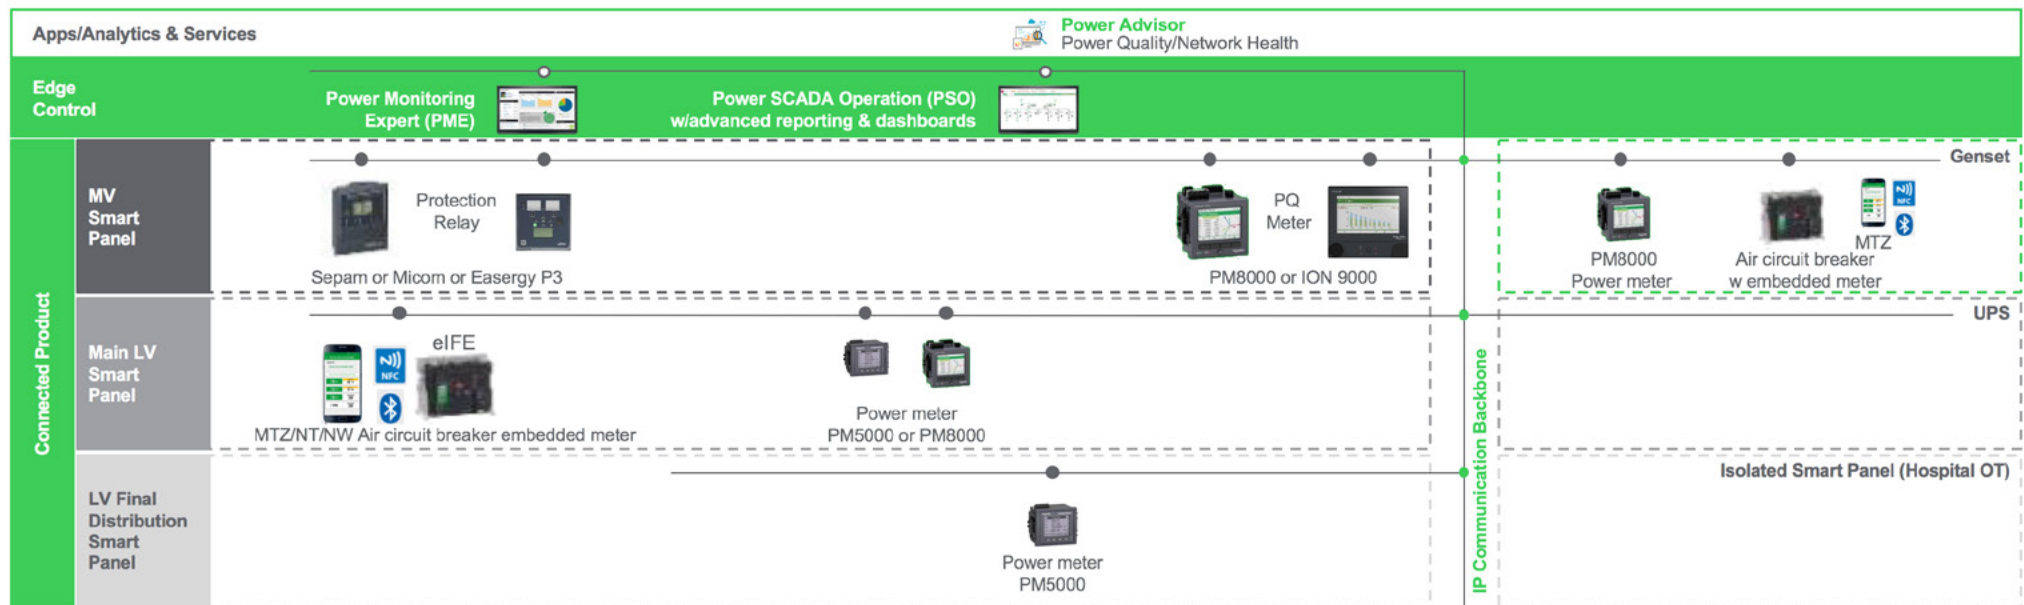 Apps/Analytics & Services
Power Advisor
Power Quality/Network Health
Edge
Control
Power Monitoring
Expert (PME)
Power SCADA Operation (PSO)
w/advanced reporting & dashboards
Connected Product
MV
Smart
Panel
Protection
Relay
Sepam or Micom or Easergy P3
PQ
Meter
PM8000 or ION 9000
Genset
PM8000
Power meter
NFC
MTZ
Air circuit breaker
w embedded meter
Main LV
Smart
Panel
NFC
eIFE
MTZ/NT/NW Air circuit breaker embedded meter
Power meter
PM5000 or PM8000
UPS
IP Communication Backbone
LV Final
Distribution
Smart
Panel
Power meter
PM5000
Isolated Smart Panel (Hospital OT)